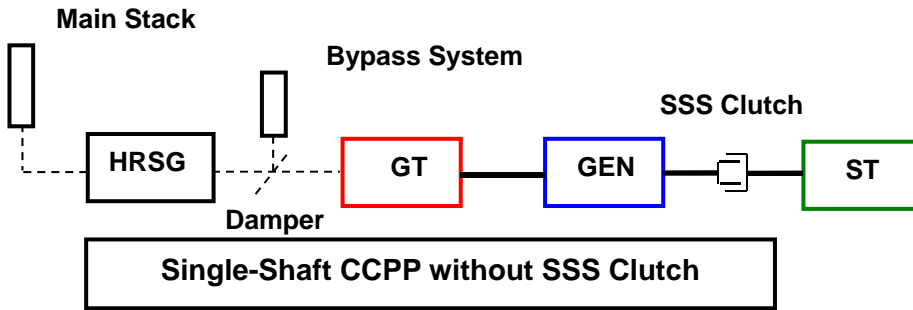 Main Stack
Bypass System
SSS Clutch
HRSG
GT
GEN
ST
Damper
Single-Shaft CCPP without SSS Clutch